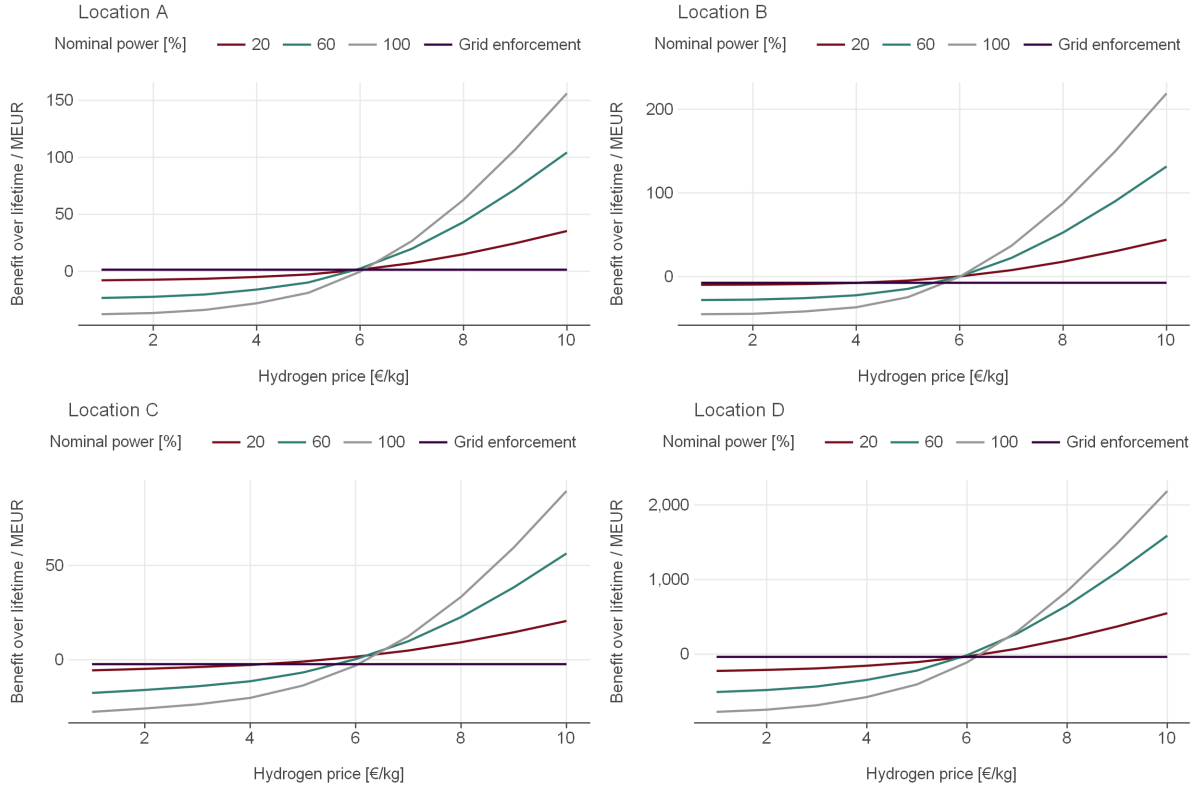 Location A
Nominal power [%] 20 60 100 Grid enforcement
Benefit over lifetime / MEUR
150
100
50
0
2 4 6 8 10
Hydrogen price [€/kg]
Location B
Nominal power [%] 20 60 100 Grid enforcement
Benefit over lifetime / MEUR
200
100
0
2 4 6 8 10
Hydrogen price [€/kg]
Location C
Nominal power [%] 20 60 100 Grid enforcement
Benefit over lifetime / MEUR
50
0
2 4 6 8 10
Hydrogen price [€/kg]
Location D
Nominal power [%] 20 60 100 Grid enforcement
Benefit over lifetime / MEUR
2,000
1,000
0
2 4 6 8 10
Hydrogen price [€/kg]